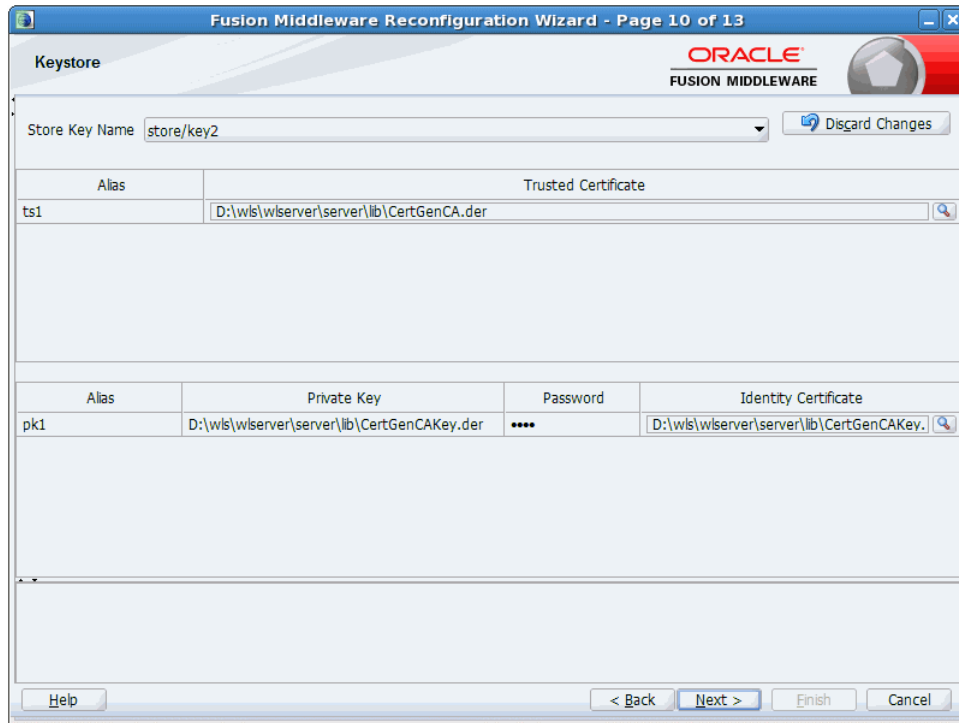 Fusion Middleware Reconfiguration Wizard - Page 10 of 13
Keystore
ORACLE
FUSION MIDDLEWARE
Store Key Name store/key2 Discard Changes
Alias Trusted Certificate
ts1 D:\wls\wlserver\server\lib\CertGenCA.der
Alias Private Key Password Identity Certificate
pk1 D:\wls\wlserver\server\lib\CertGenCAKey.der •••• D:\wls\wlserver\server\lib\CertGenCAKey.
Help < Back Next > Finish Cancel